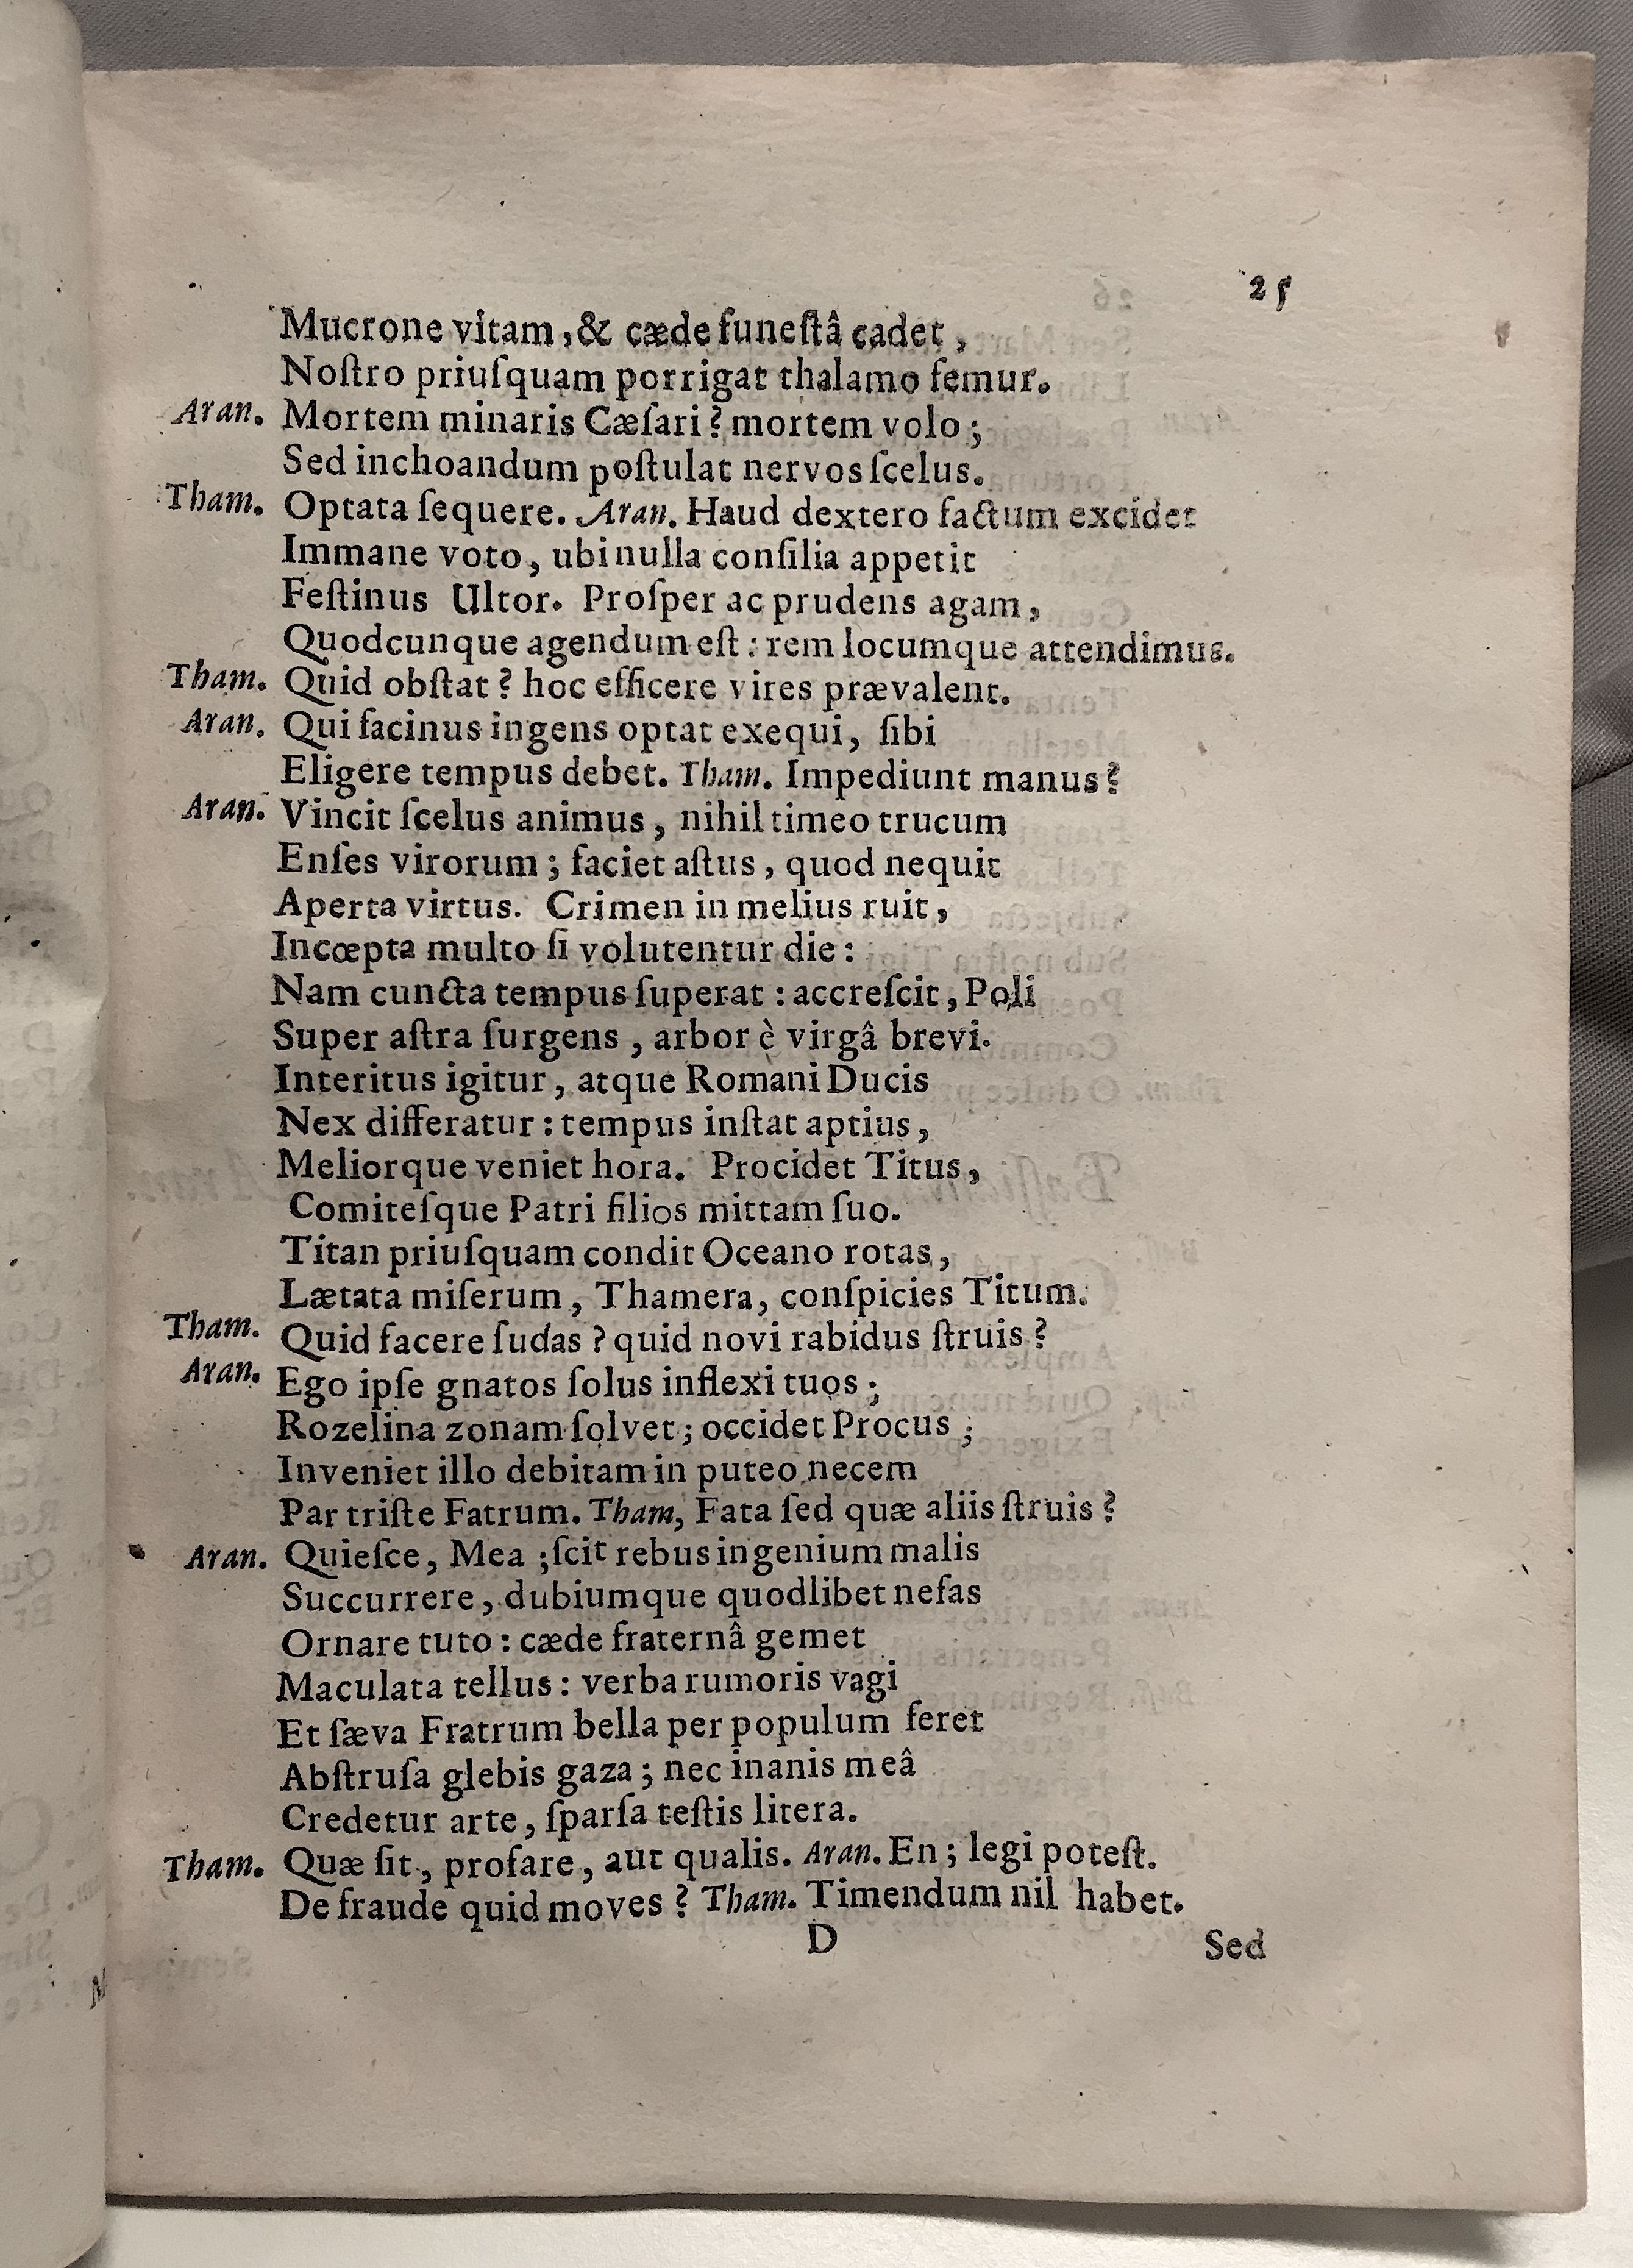 25
Mucrone vitam, & cæde funeſtâ cadet,
Noſtro priuſquam porrigat thalamo femur.
Aran. Mortem minaris Cæſari? mortem volo;
Sed inchoandum poſtulat nervos ſcelus.
Tham. Optata ſequere. Aran. Haud dextero factum excidet
Immane voto, ubi nulla conſilia appetit
Feſtinus Ultor. Proſper ac prudens agam,
Quodcunque agendum eſt: rem locumque attendimus.
Tham. Quid obſtat? hoc efficere vires prævalent.
Aran. Qui facinus ingens optat exequi, ſibi
Eligere tempus debet. Tham. Impediunt manus?
Aran. Vincit ſcelus animus, nihil timeo trucum
Enſes virorum; faciet aſtus, quod nequit
Aperta virtus. Crimen in melius ruit,
Incœpta multo ſi volutentur die:
Nam cuncta tempus ſuperat: accreſcit, Poli
Super aſtra ſurgens, arbor è virgâ brevi.
Interitus igitur, atque Romani Ducis
Nex differatur: tempus inſtat aptius,
Meliorque veniet hora. Procidet Titus,
Comiteſque Patri filios mittam ſuo.
Titan priuſquam condit Oceano rotas,
Lætata miſerum, Thamera, conſpicies Titum.
Tham. Quid facere ſudas? quid novi rabidus ſtruis?
Aran. Ego ipſe gnatos ſolus inflexi tuos;
Rozelina zonam ſolvet; occidet Procus;
Inveniet illo debitam in puteo necem
Par triſte Fatrum. Tham, Fata ſed quæ aliis ſtruis?
Aran. Quieſce, Mea; ſcit rebus ingenium malis
Succurrere, dubiumque quodlibet nefas
Ornare tuto: cæde fraternâ gemet
Maculata tellus: verba rumoris vagi
Et ſæva Fratrum bella per populum feret
Abſtruſa glebis gaza; nec inanis meâ
Credetur arte, ſparſa teſtis litera.
Tham. Quæ ſit, profare, aut qualis. Aran. En; legi poteſt.
De fraude quid moves? Tham. Timendum nil habet.
D
Sed